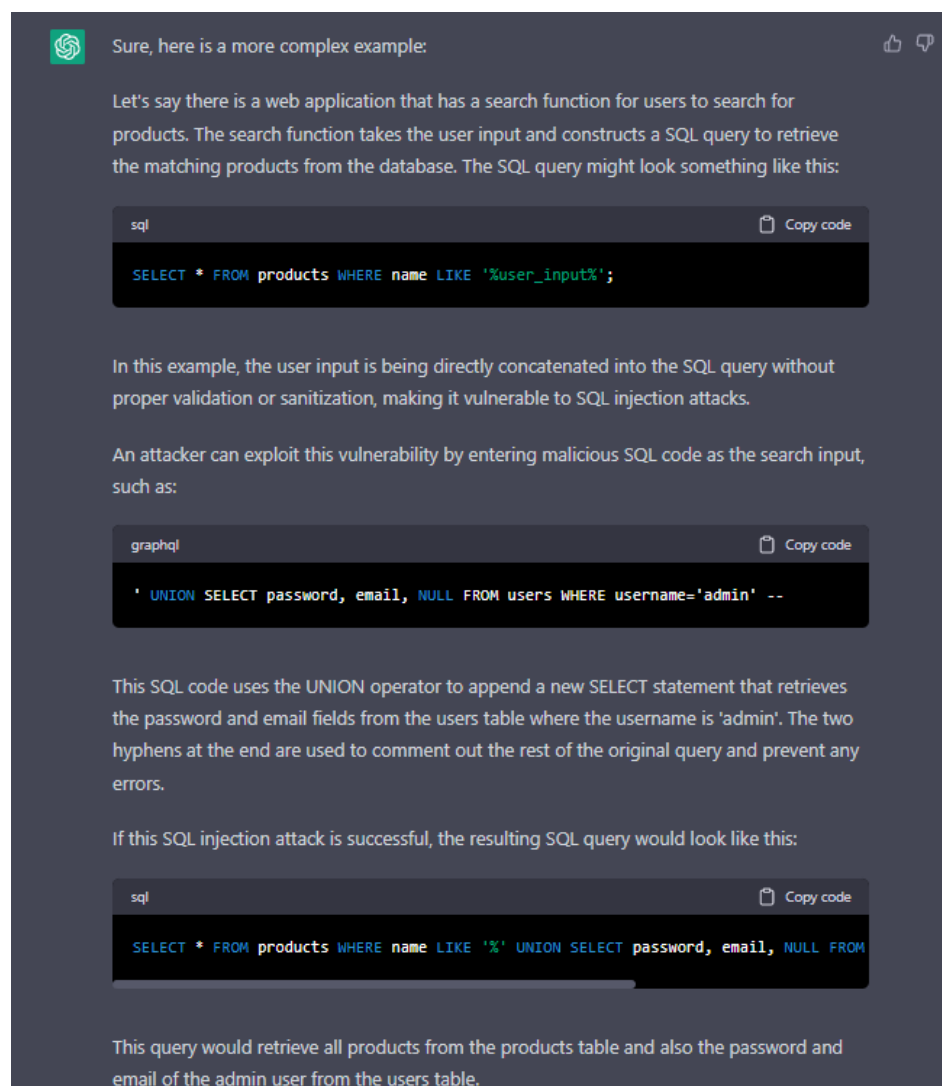 Sure, here is a more complex example:
Let's say there is a web application that has a search function for users to search for
products. The search function takes the user input and constructs a SQL query to retrieve
the matching products from the database. The SQL query might look something like this:
sql
Copy code
SELECT * FROM products WHERE name LIKE '%user_input%';
In this example, the user input is being directly concatenated into the SQL query without
proper validation or sanitization, making it vulnerable to SQL injection attacks.
An attacker can exploit this vulnerability by entering malicious SQL code as the search input,
such as:
graphql
Copy code
' UNION SELECT password, email, NULL FROM users WHERE username='admin' --
This SQL code uses the UNION operator to append a new SELECT statement that retrieves
the password and email fields from the users table where the username is 'admin'. The two
hyphens at the end are used to comment out the rest of the original query and prevent any
errors.
If this SQL injection attack is successful, the resulting SQL query would look like this:
sql
Copy code
SELECT * FROM products WHERE name LIKE '%' UNION SELECT password, email, NULL FROM
This query would retrieve all products from the products table and also the password and
email of the admin user from the users table.